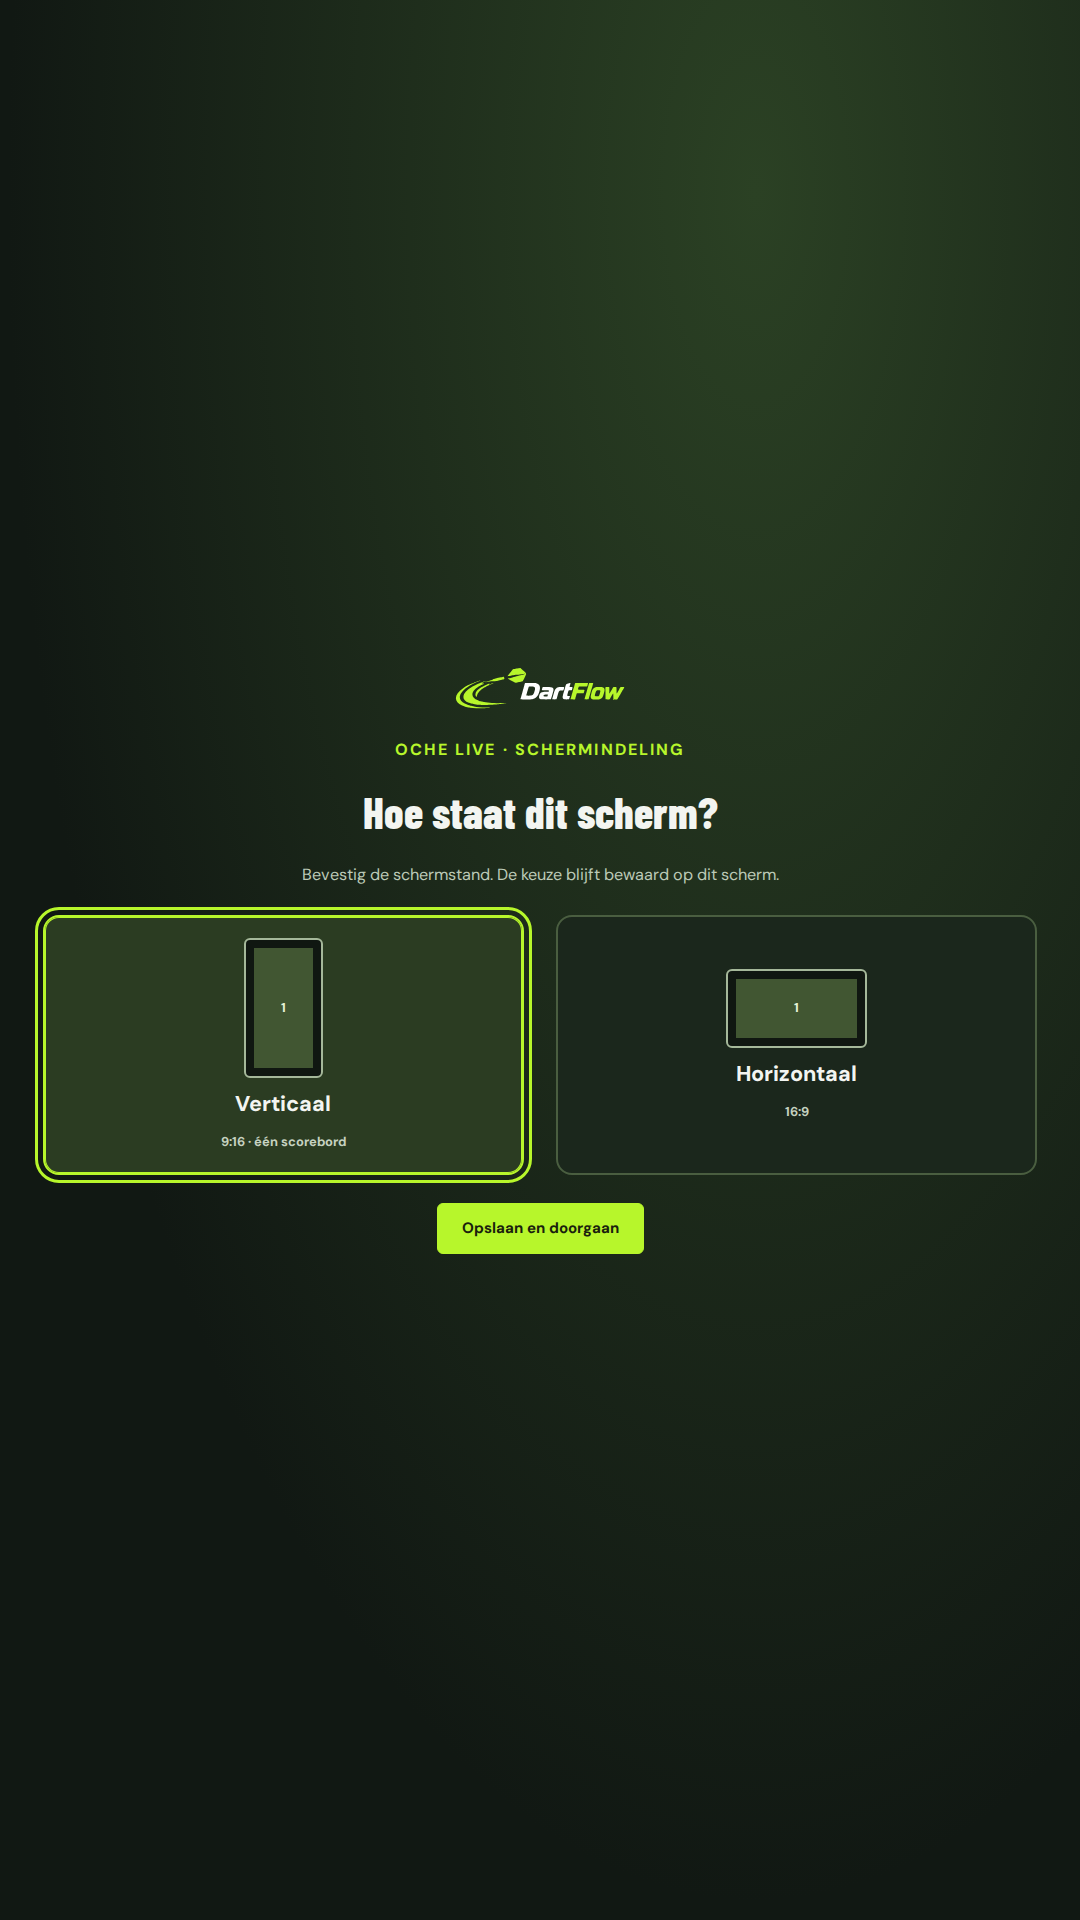 DartFlow
OCHE LIVE · SCHERMINDELING
Hoe staat dit scherm?
Bevestig de schermstand. De keuze blijft bewaard op dit scherm.
1
Verticaal
9:16 · één scorebord
1
Horizontaal
16:9
Opslaan en doorgaan